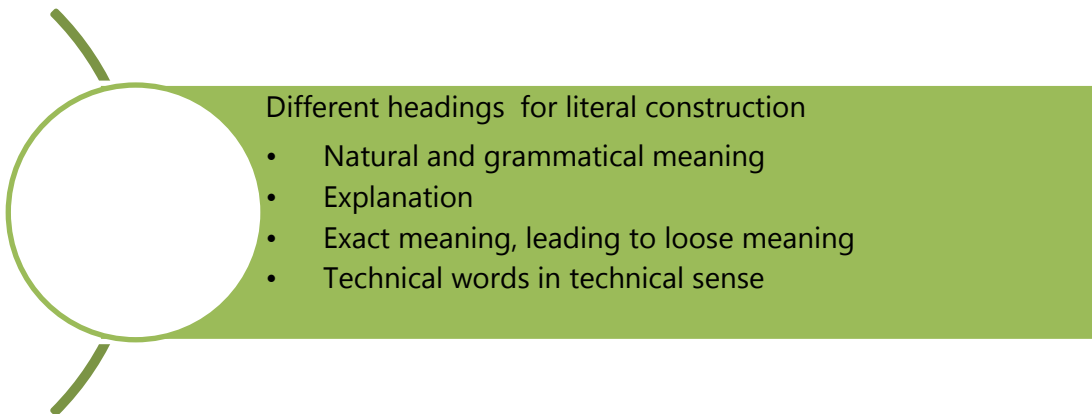 Different headings  for literal construction
• Natural and grammatical meaning
• Explanation
• Exact meaning, leading to loose meaning
• Technical words in technical sense